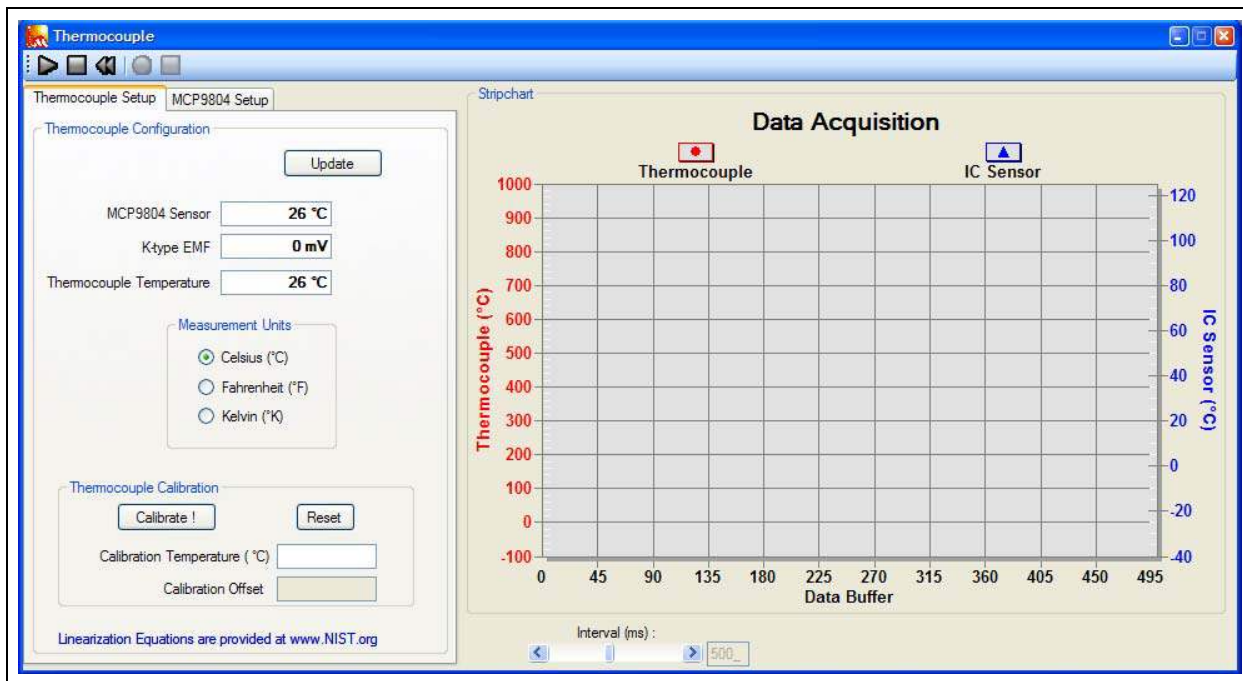 Thermocouple
Thermocouple Setup
MCP9804 Setup
Thermocouple Configuration
Update
MCP9804 Sensor 26 °C
K-type EMF 0 mV
Thermocouple Temperature 26 °C
Measurement Units
Celsius (°C)
Fahrenheit (°F)
Kelvin (°K)
Thermocouple Calibration
Calibrate !
Reset
Calibration Temperature ( °C)
Calibration Offset
Linearization Equations are provided at www.NIST.org
Stripchart
Data Acquisition
Thermocouple
IC Sensor
Thermocouple (°C)
1000
900
800
700
600
500
400
300
200
100
0
-100
120
100
80
60
40
20
0
-20
-40
IC Sensor (°C)
0 45 90 135 180 225 270 315 360 405 450 495
Data Buffer
Interval (ms) :
500_